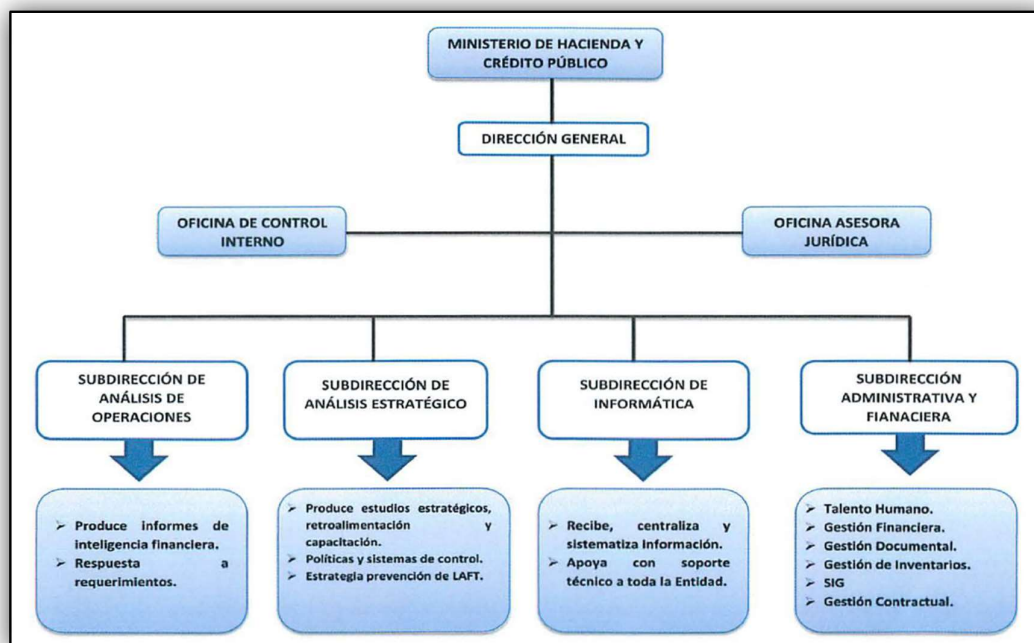 MINISTERIO DE HACIENDA Y
CRÉDITO PÚBLICO
DIRECCIÓN GENERAL
OFICINA DE CONTROL
INTERNO
OFICINA ASESORA
JURÍDICA
SUBDIRECCIÓN DE
ANÁLISIS DE
OPERACIONES
SUBDIRECCIÓN DE
ANÁLISIS ESTRATÉGICO
SUBDIRECCIÓN DE
INFORMÁTICA
SUBDIRECCIÓN
ADMINISTRATIVA Y
FIANACIERA
➢ Produce informes de
inteligencia financiera.
➢ Respuesta a
requerimientos.
➢ Produce estudios estratégicos,
retroalimentación y
capacitación.
➢ Políticas y sistemas de control.
➢ Estrategia prevención de LAFT.
➢ Recibe, centraliza y
sistematiza información.
➢ Apoya con soporte
técnico a toda la Entidad.
➢ Talento Humano.
➢ Gestión Financiera.
➢ Gestión Documental.
➢ Gestión de Inventarios.
➢ SIG
➢ Gestión Contractual.